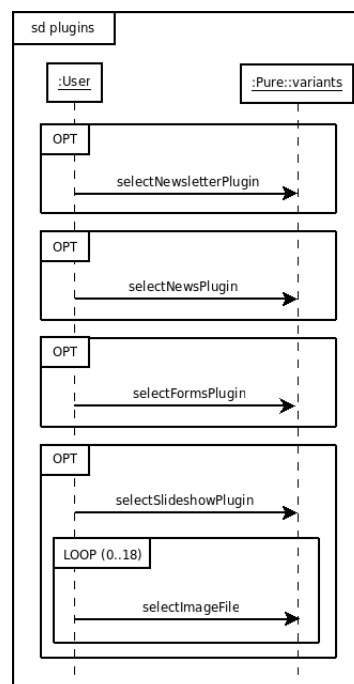 sd plugins
:User
:Pure::variants
OPT
selectNewsletterPlugin
OPT
selectNewsPlugin
OPT
selectFormsPlugin
OPT
selectSlideshowPlugin
LOOP (0..18)
selectImageFile